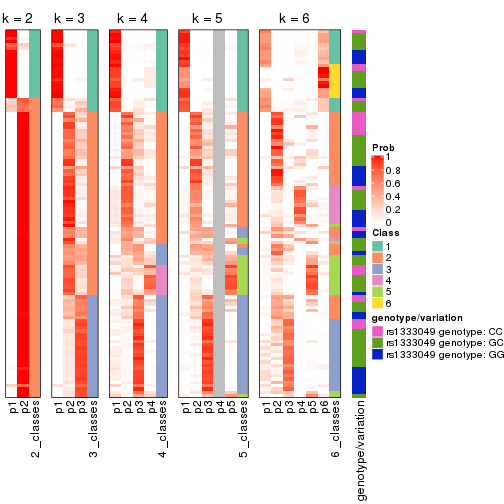 k = 2
k = 3
k = 4
k = 5
k = 6
Prob
1
0.8
0.6
0.4
0.2
0
Class
1
2
3
4
5
6
genotype/variation
rs1333049 genotype: CC
rs1333049 genotype: GC
rs1333049 genotype: GG
p1
p2
2_classes
p1
p2
p3
3_classes
p1
p2
p3
p4
4_classes
p1
p2
p3
p4
p5
5_classes
p1
p2
p3
p4
p5
p6
6_classes
genotype/variation